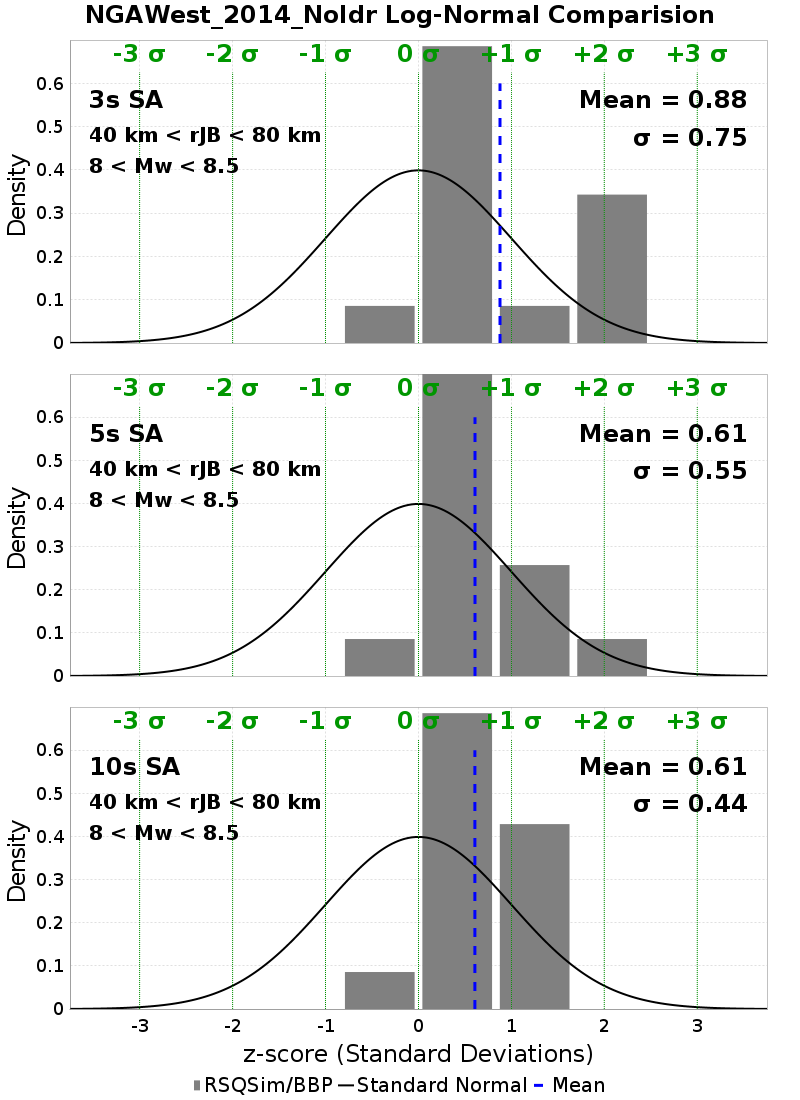 NGAWest_2014_NoIdr Log-Normal Comparision
-3 σ -2 σ -1 σ 0 σ +1 σ +2 σ +3 σ
3s SA
40 km < rJB < 80 km
8 < Mw < 8.5
Mean = 0.88
σ = 0.75
Density
0.6
0.5
0.4
0.3
0.2
0.1
0
-3 σ -2 σ -1 σ 0 σ +1 σ +2 σ +3 σ
5s SA
40 km < rJB < 80 km
8 < Mw < 8.5
Mean = 0.61
σ = 0.55
Density
0.6
0.5
0.4
0.3
0.2
0.1
0
-3 σ -2 σ -1 σ 0 σ +1 σ +2 σ +3 σ
10s SA
40 km < rJB < 80 km
8 < Mw < 8.5
Mean = 0.61
σ = 0.44
Density
0.6
0.5
0.4
0.3
0.2
0.1
0
-3 -2 -1 0 1 2 3
z-score (Standard Deviations)
RSQSim/BBP Standard Normal Mean